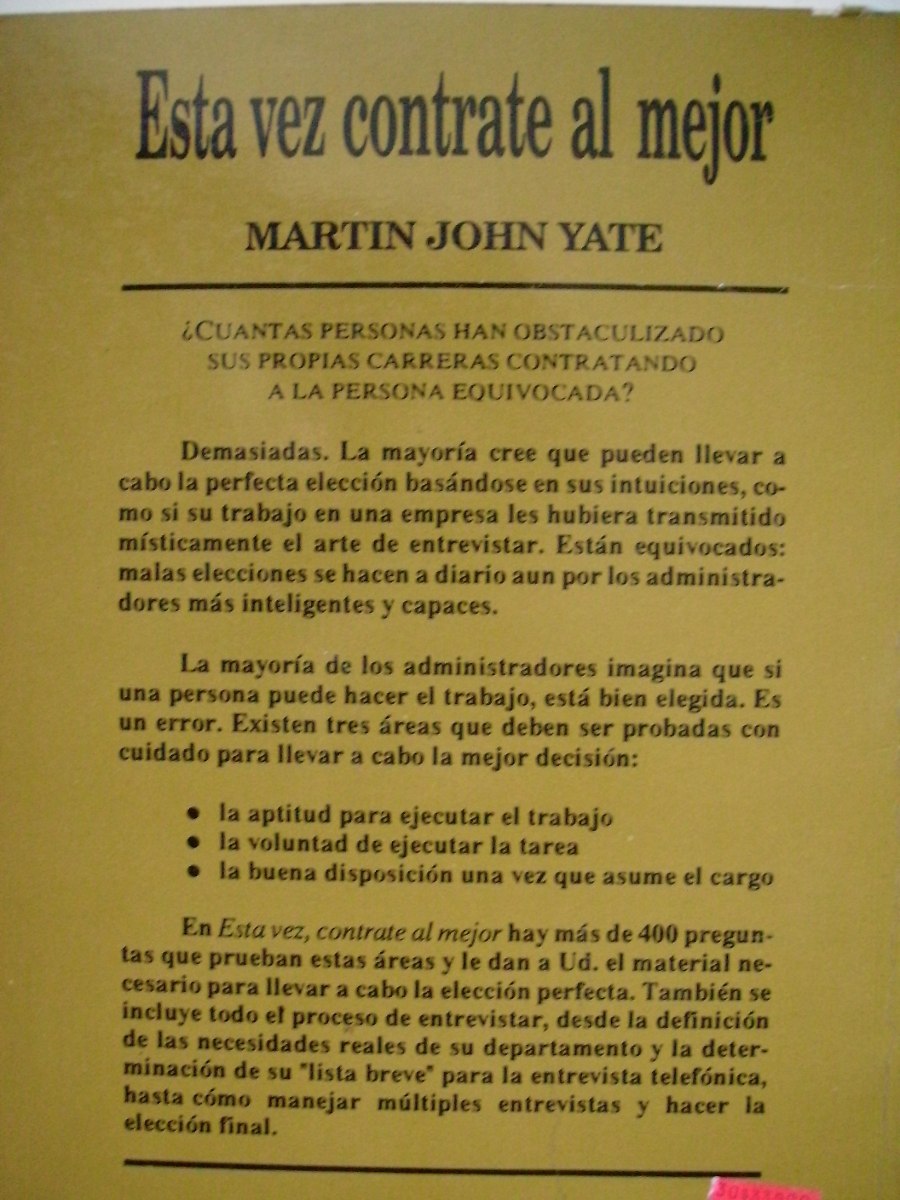 Esta vez contrate al mejor
MARTIN JOHN YATE
¿CUANTAS PERSONAS HAN OBSTACULIZADO
SUS PROPIAS CARRERAS CONTRATANDO
A LA PERSONA EQUIVOCADA?
Demasiadas. La mayoría cree que pueden llevar a
cabo la perfecta elección basándose en sus intuiciones, co-
mo si su trabajo en una empresa les hubiera transmitido
místicamente el arte de entrevistar. Están equivocados:
malas elecciones se hacen a diario aun por los administra-
dores más inteligentes y capaces.
La mayoría de los administradores imagina que si
una persona puede hacer el trabajo, está bien elegida. Es
un error. Existen tres áreas que deben ser probadas con
cuidado para llevar a cabo la mejor decisión:
● la aptitud para ejecutar el trabajo
● la voluntad de ejecutar la tarea
● la buena disposición una vez que asume el cargo
En Esta vez, contrate al mejor hay más de 400 pregun-
tas que prueban estas áreas y le dan a Ud. el material ne-
cesario para llevar a cabo la elección perfecta. También se
incluye todo el proceso de entrevistar, desde la definición
de las necesidades reales de su departamento y la deter-
minación de su "lista breve" para la entrevista telefónica,
hasta cómo manejar múltiples entrevistas y hacer la
elección final.